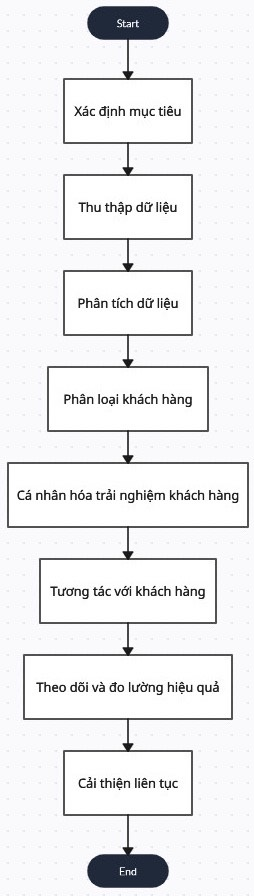 Start
Xác định mục tiêu
Thu thập dữ liệu
Phân tích dữ liệu
Phân loại khách hàng
Cá nhân hóa trải nghiệm khách hàng
Tương tác với khách hàng
Theo dõi và đo lường hiệu quả
Cải thiện liên tục
End